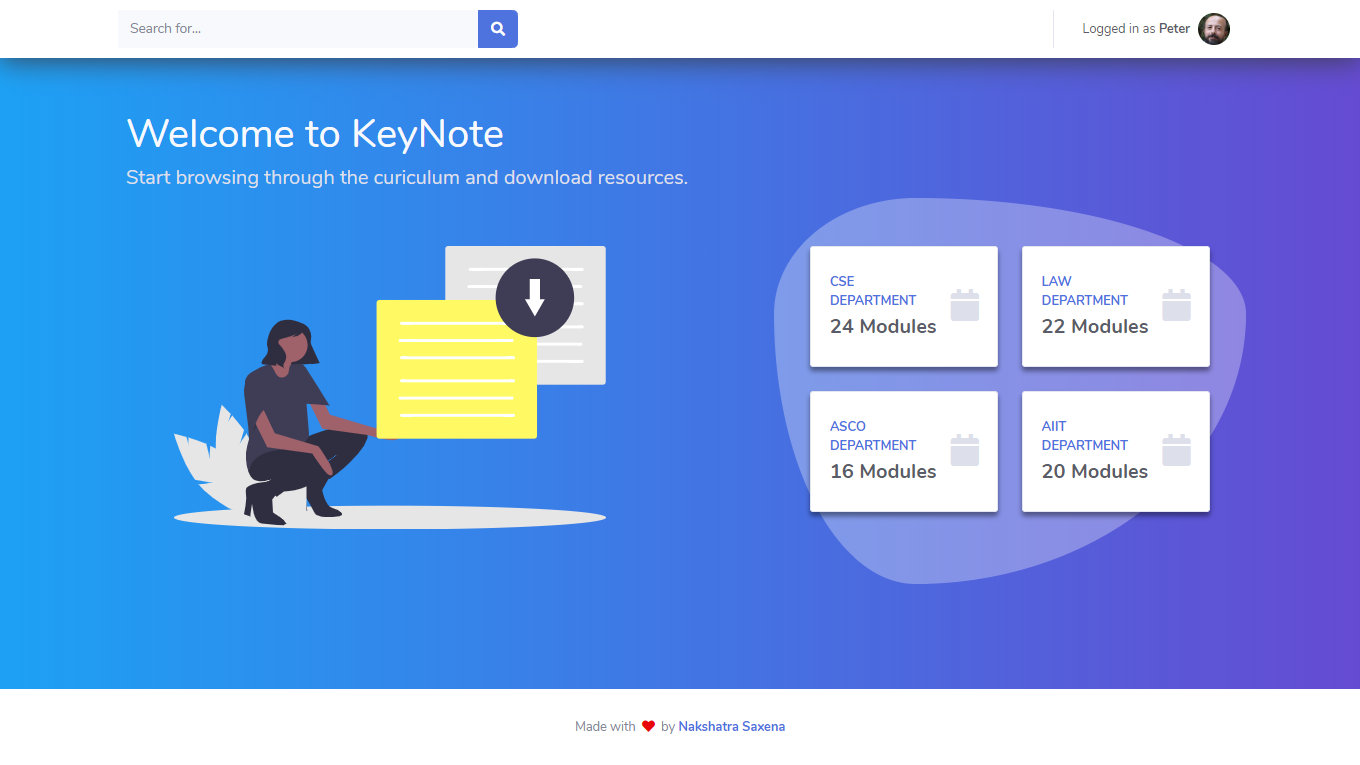 Search for...
Logged in as Peter
Welcome to KeyNote
Start browsing through the curiculum and download resources.
CSE
DEPARTMENT
24 Modules
LAW
DEPARTMENT
22 Modules
ASCO
DEPARTMENT
16 Modules
AIIT
DEPARTMENT
20 Modules
Made with ❤ by Nakshatra Saxena